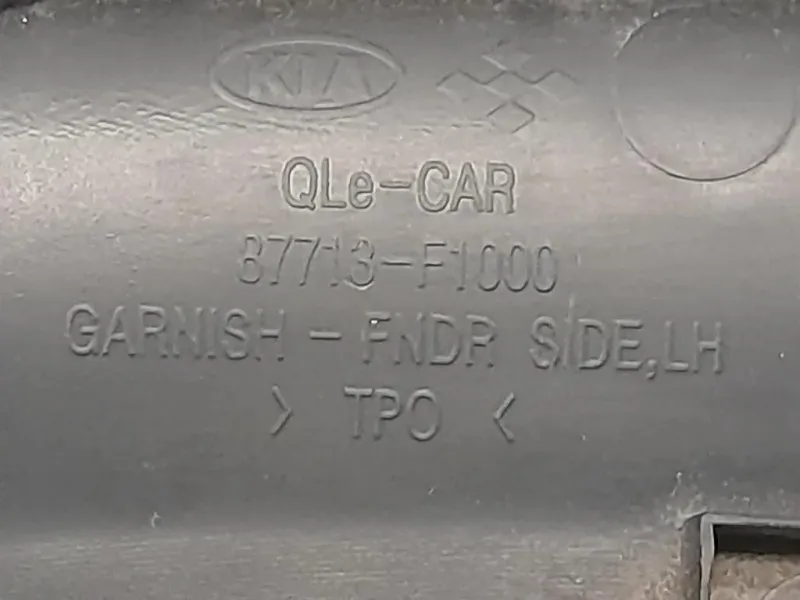 KIA
QLe-CAR
87713-F1000
GARNISH - FNDR SIDE, LH
> TPO <